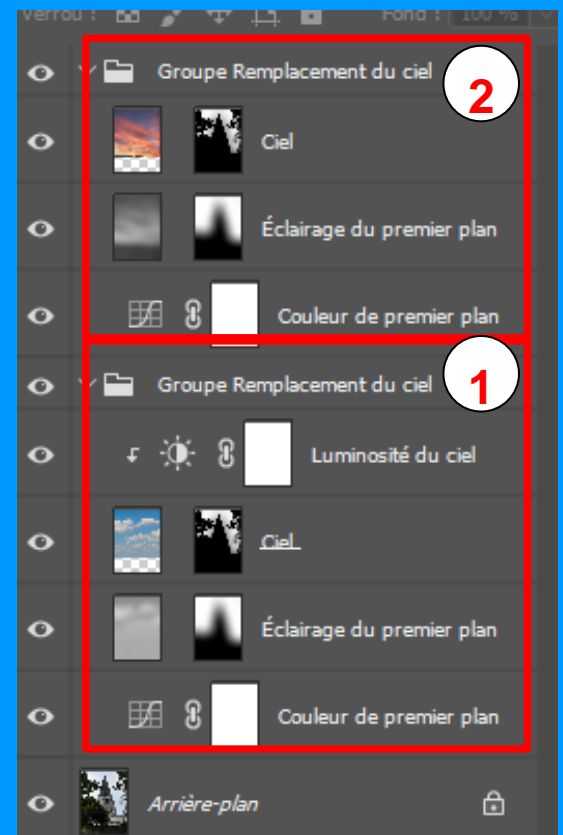 Verrou : Fond : 100 %
Groupe Remplacement du ciel
2
Ciel
Éclairage du premier plan
Couleur de premier plan
Groupe Remplacement du ciel
1
Luminosité du ciel
Ciel
Éclairage du premier plan
Couleur de premier plan
Arrière-plan